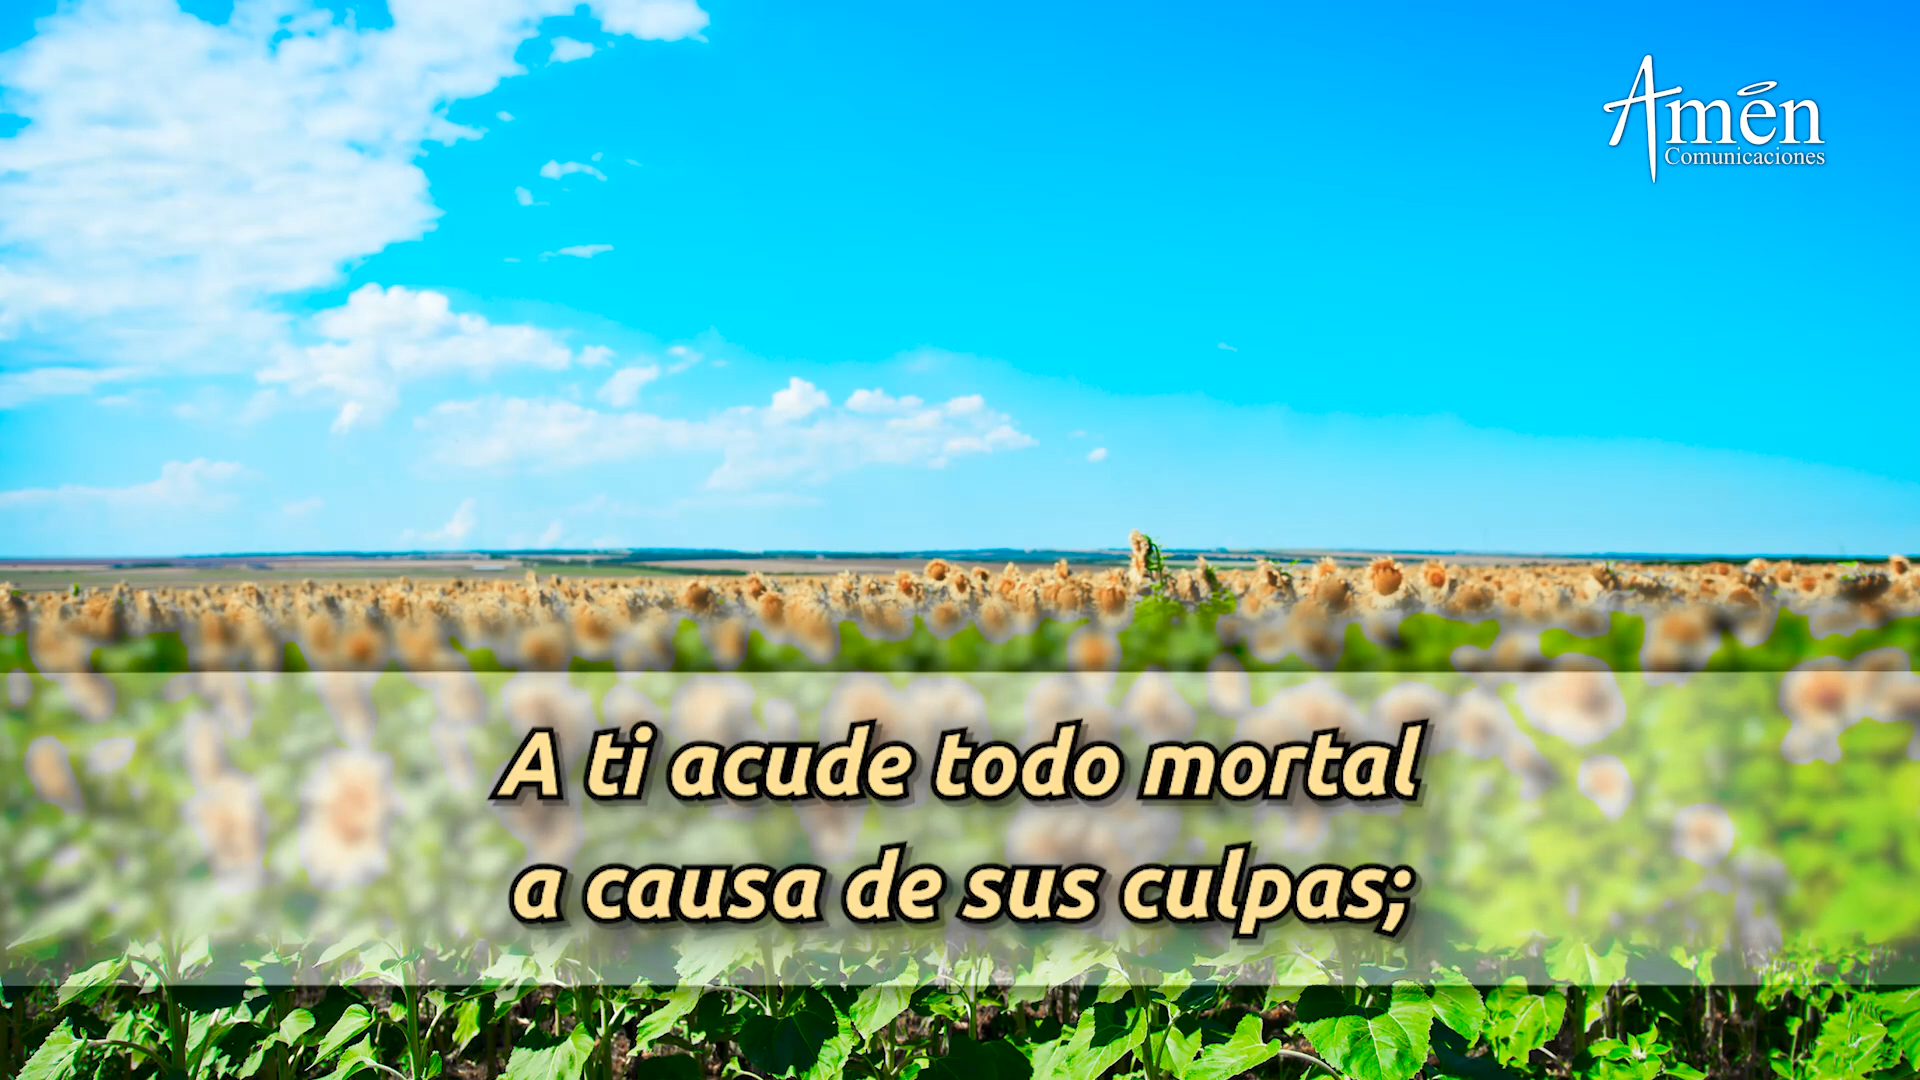 Amén
Comunicaciones
A ti acude todo mortal
a causa de sus culpas;